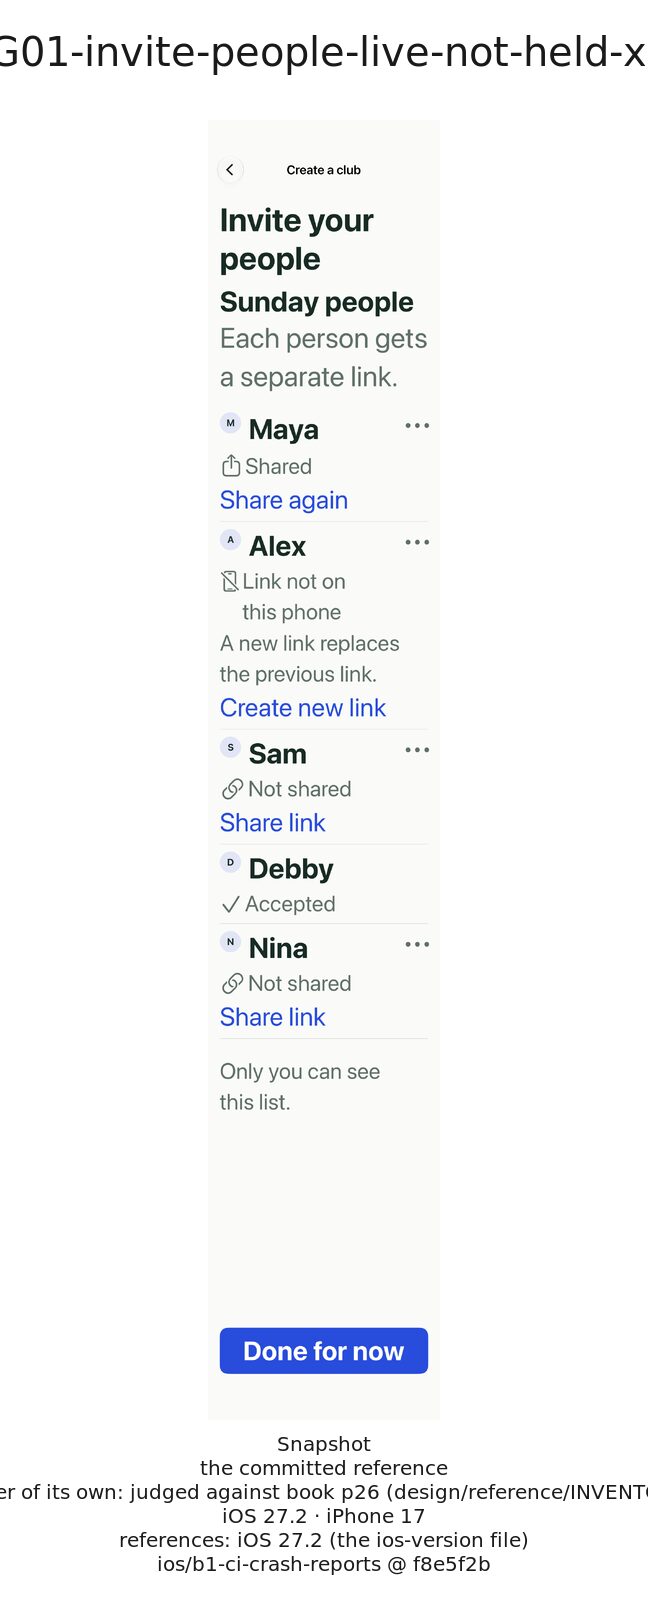 G01-invite-people-live-not-held-x
Create a club
Invite your
people
Sunday people
Each person gets
a separate link.
M Maya
Shared
Share again
A Alex
Link not on
this phone
A new link replaces
the previous link.
Create new link
S Sam
Not shared
Share link
D Debby
Accepted
N Nina
Not shared
Share link
Only you can see
this list.
Done for now
Snapshot
the committed reference
er of its own: judged against book p26 (design/reference/INVENTO
iOS 27.2 · iPhone 17
references: iOS 27.2 (the ios-version file)
ios/b1-ci-crash-reports @ f8e5f2b